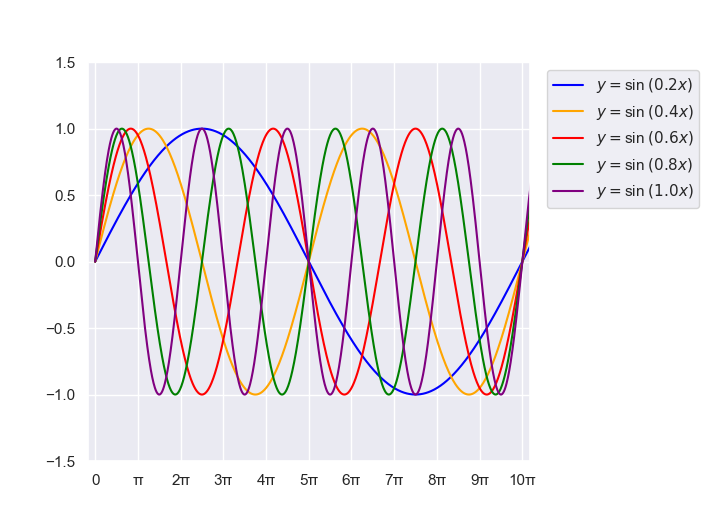 1.5
1.0
0.5
0.0
−0.5
−1.0
−1.5
0 π 2π 3π 4π 5π 6π 7π 8π 9π 10π
y = sin (0.2x)
y = sin (0.4x)
y = sin (0.6x)
y = sin (0.8x)
y = sin (1.0x)